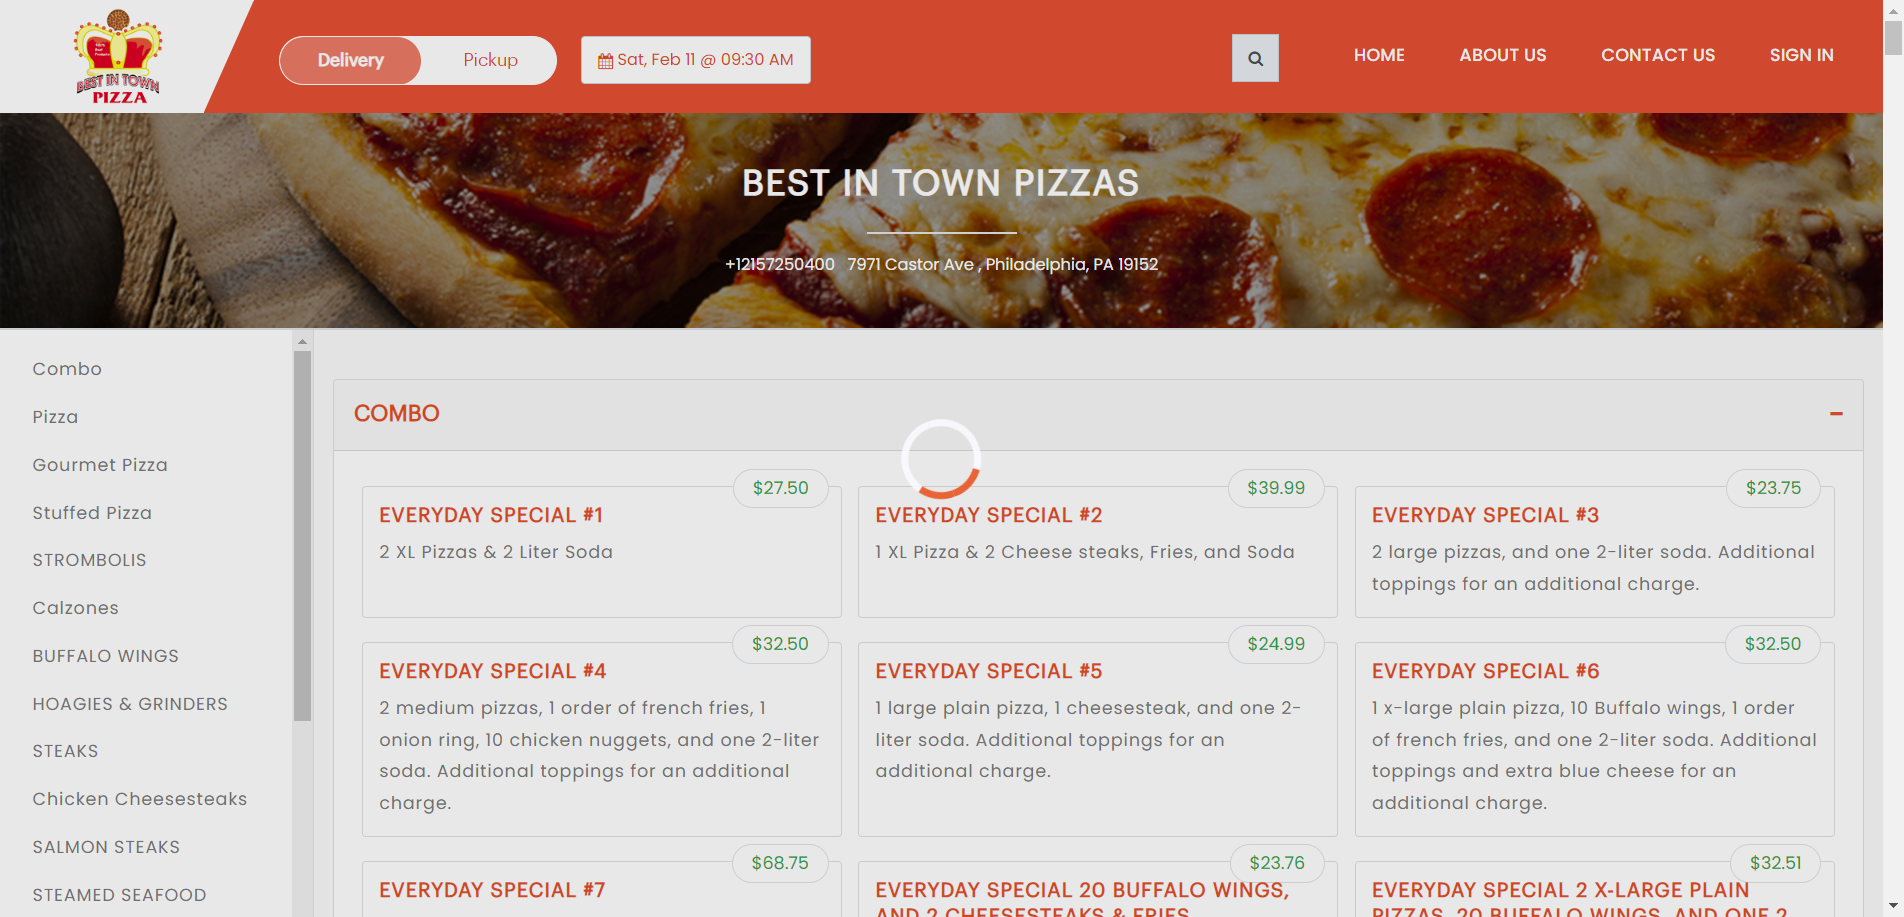 BEST IN TOWN
PIZZA
Delivery
Pickup
Sat, Feb 11 @ 09:30 AM
HOME
ABOUT US
CONTACT US
SIGN IN
BEST IN TOWN PIZZAS
+12157250400 7971 Castor Ave , Philadelphia, PA 19152
Combo
Pizza
Gourmet Pizza
Stuffed Pizza
STROMBOLIS
Calzones
BUFFALO WINGS
HOAGIES & GRINDERS
STEAKS
Chicken Cheesesteaks
SALMON STEAKS
STEAMED SEAFOOD
COMBO
$27.50
EVERYDAY SPECIAL #1
2 XL Pizzas & 2 Liter Soda
$39.99
EVERYDAY SPECIAL #2
1 XL Pizza & 2 Cheese steaks, Fries, and Soda
$23.75
EVERYDAY SPECIAL #3
2 large pizzas, and one 2-liter soda. Additional
toppings for an additional charge.
$32.50
EVERYDAY SPECIAL #4
2 medium pizzas, 1 order of french fries, 1
onion ring, 10 chicken nuggets, and one 2-liter
soda. Additional toppings for an additional
charge.
$24.99
EVERYDAY SPECIAL #5
1 large plain pizza, 1 cheesesteak, and one 2-
liter soda. Additional toppings for an
additional charge.
$32.50
EVERYDAY SPECIAL #6
1 x-large plain pizza, 10 Buffalo wings, 1 order
of french fries, and one 2-liter soda. Additional
toppings and extra blue cheese for an
additional charge.
$68.75
EVERYDAY SPECIAL #7
$23.76
EVERYDAY SPECIAL 20 BUFFALO WINGS,
AND 2 CHEESESTEAKS & FRIES
$32.51
EVERYDAY SPECIAL 2 X-LARGE PLAIN
PIZZAS, 20 BUFFALO WINGS, AND ONE 2